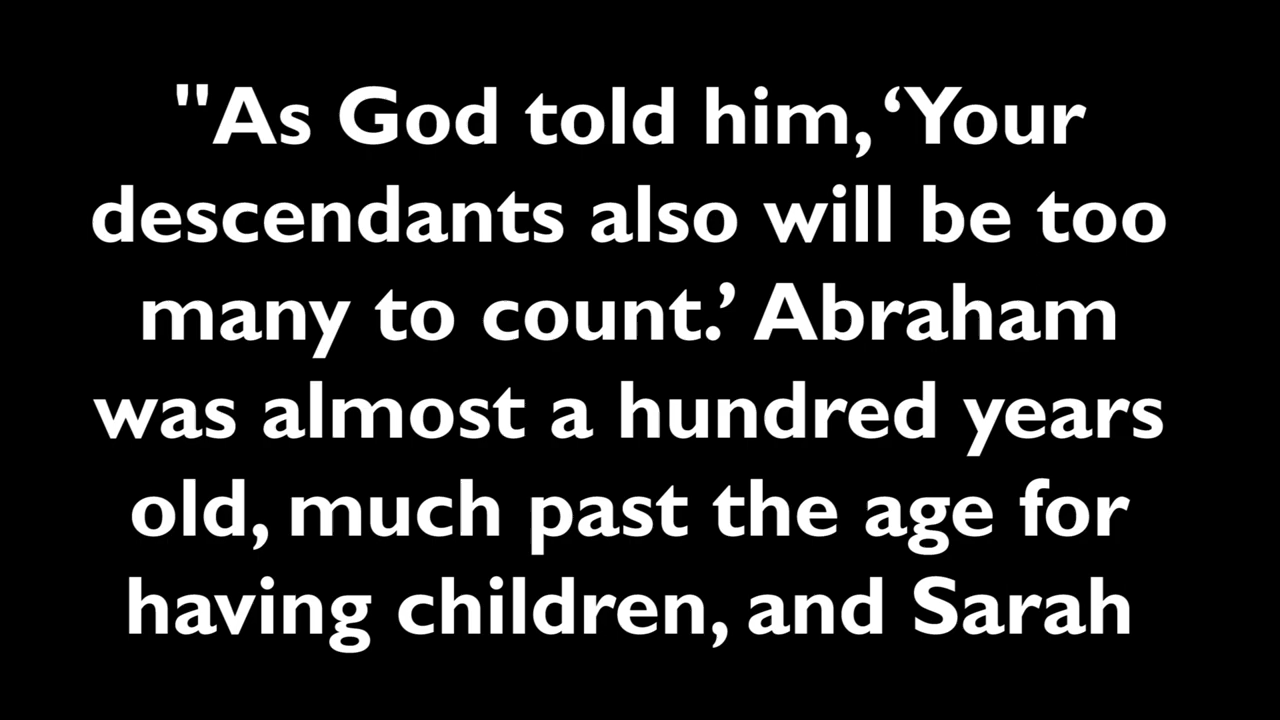 "As God told him, ‘Your
descendants also will be too
many to count.’ Abraham
was almost a hundred years
old, much past the age for
having children, and Sarah